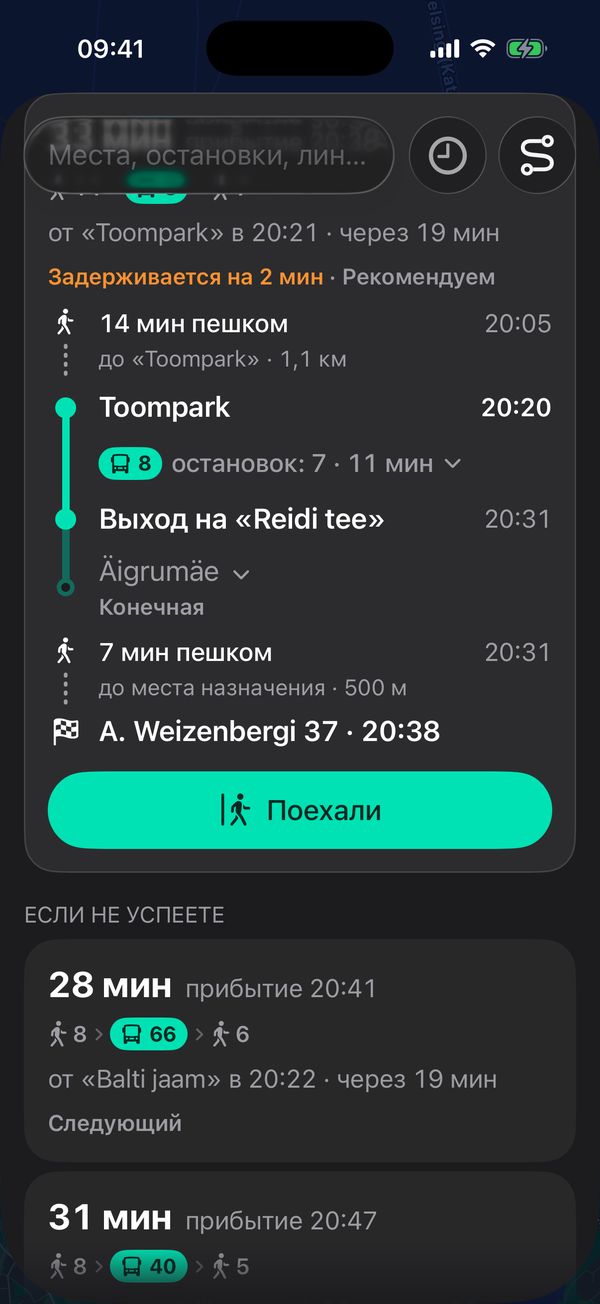 09:41
33 мин
Места, остановки, лин...
от «Toompark» в 20:21 · через 19 мин
Задерживается на 2 мин · Рекомендуем
14 мин пешком 20:05
до «Toompark» · 1,1 км
Toompark 20:20
8 остановок: 7 · 11 мин
Выход на «Reidi tee» 20:31
Äigrumäe
Конечная
7 мин пешком 20:31
до места назначения · 500 м
A. Weizenbergi 37 · 20:38
Поехали
ЕСЛИ НЕ УСПЕЕТЕ
28 мин прибытие 20:41
8 > 66 > 6
от «Balti jaam» в 20:22 · через 19 мин
Следующий
31 мин прибытие 20:47
8 > 40 > 5